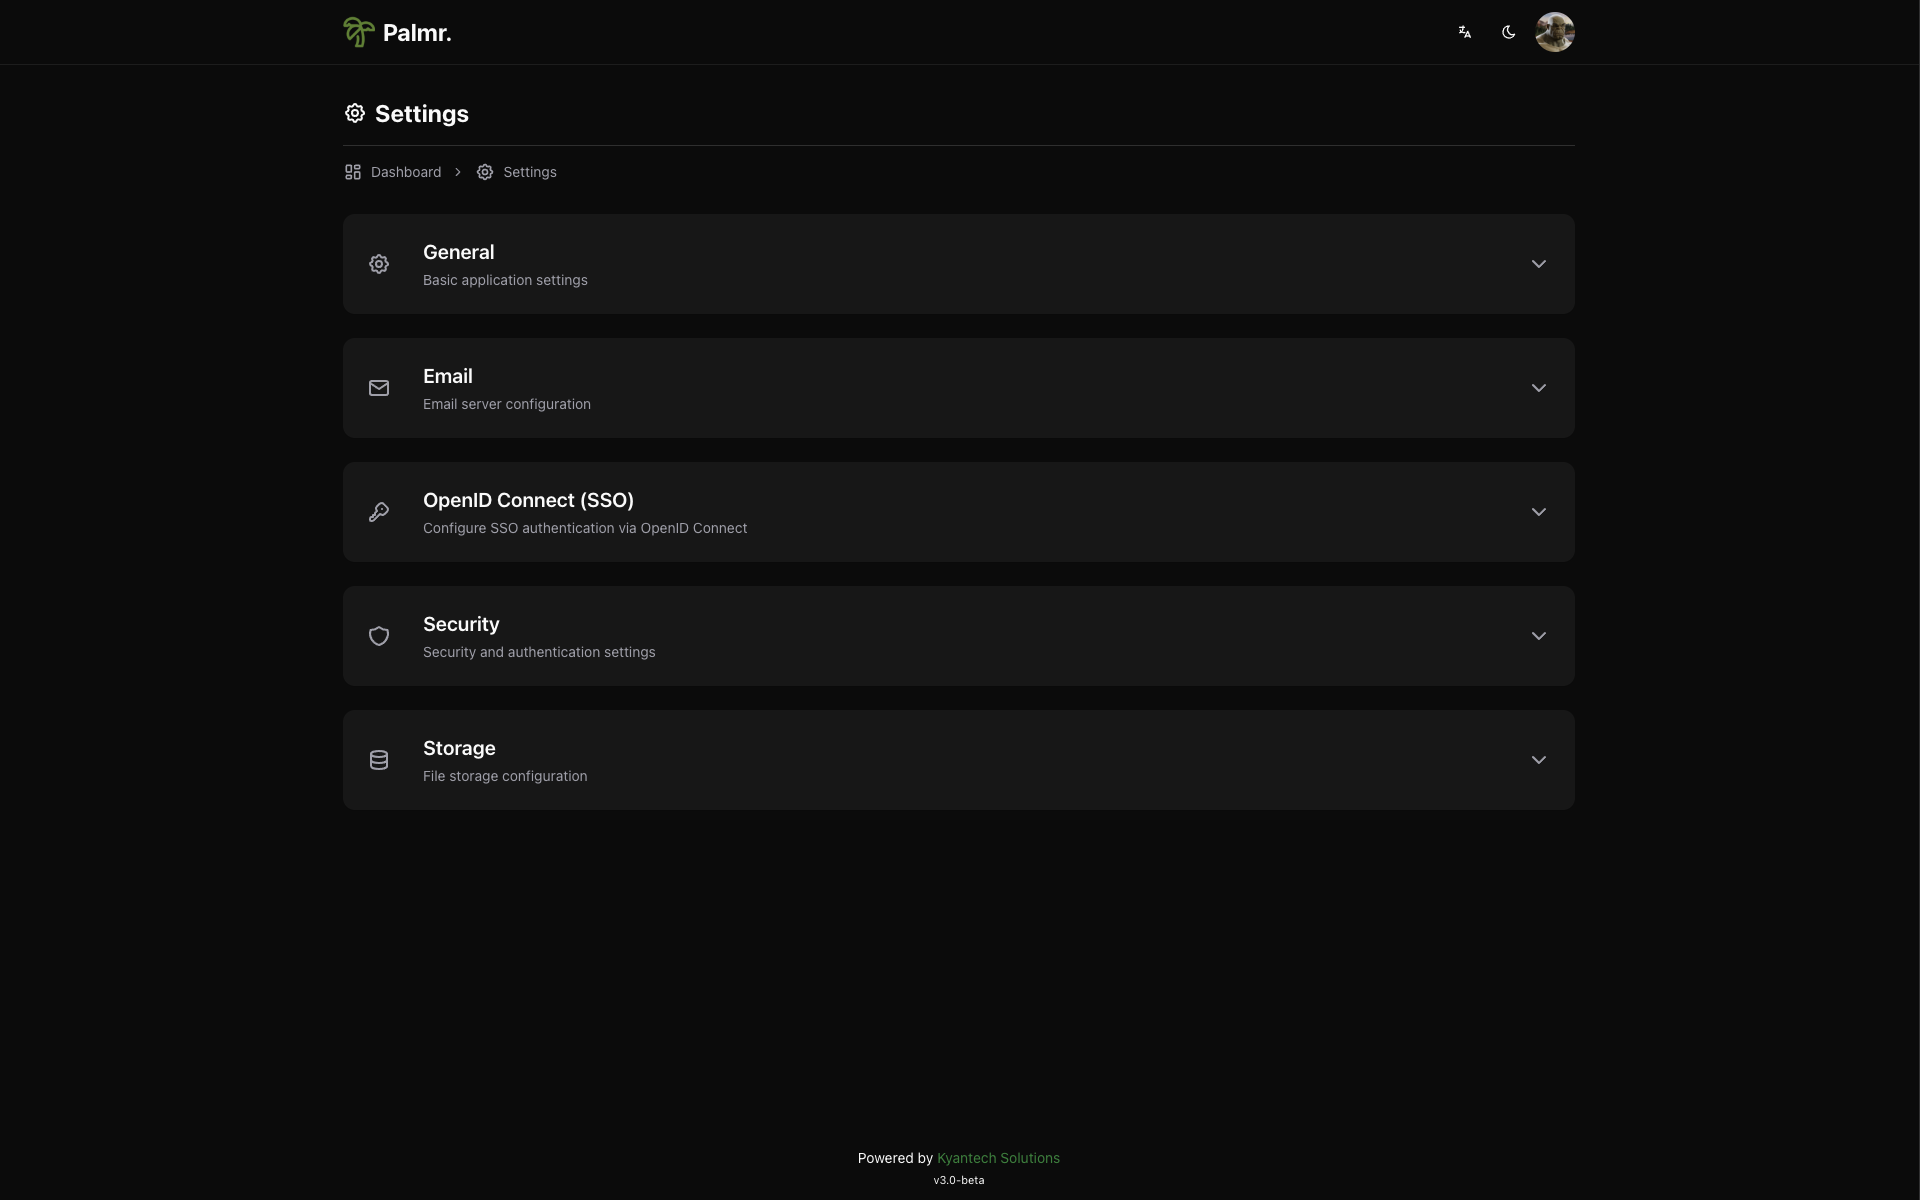 Palmr.
Settings
Dashboard
Settings
General
Basic application settings
Email
Email server configuration
OpenID Connect (SSO)
Configure SSO authentication via OpenID Connect
Security
Security and authentication settings
Storage
File storage configuration
Powered by Kyantech Solutions
v3.0-beta